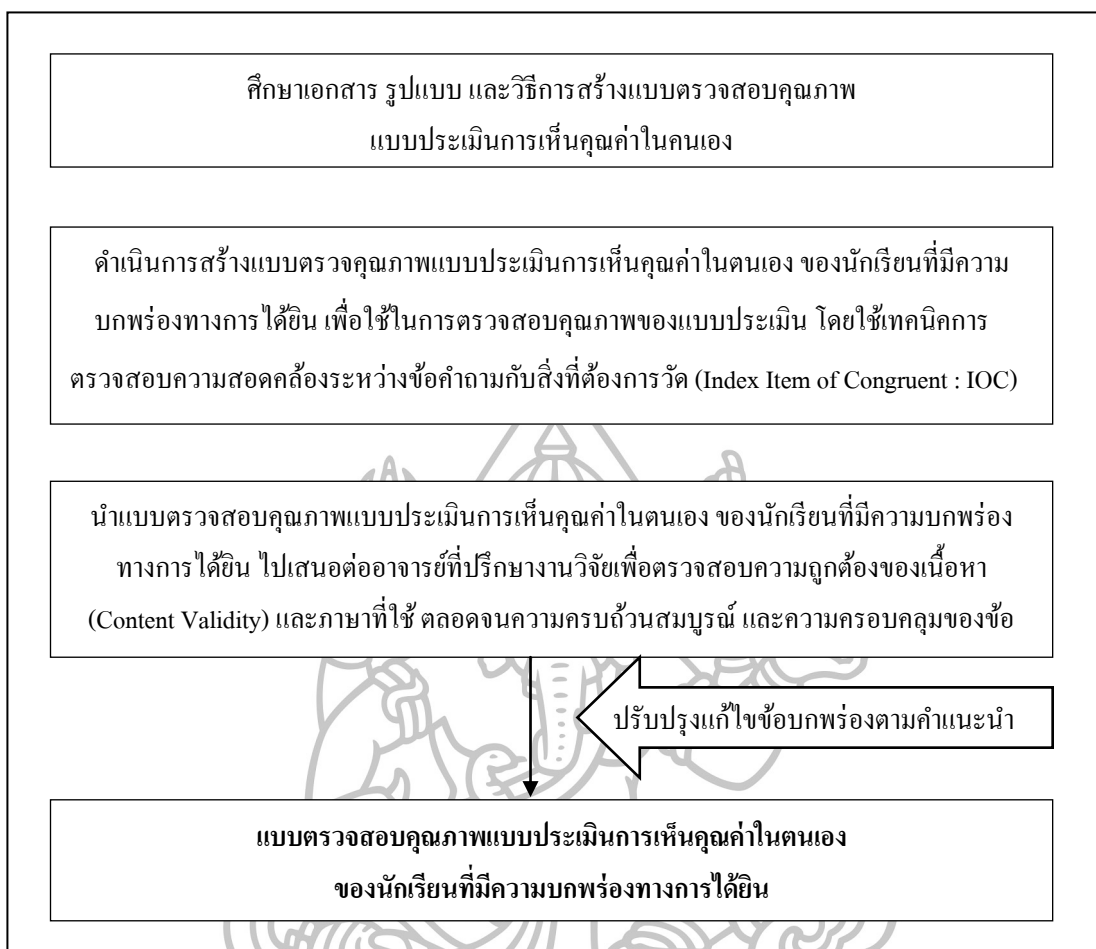 ศึกษาเอกสาร รูปแบบ และวิธีการสร้างแบบตรวจสอบคุณภาพ
แบบประเมินการเห็นคุณค่าในคนเอง
ดำเนินการสร้างแบบตรวจคุณภาพแบบประเมินการเห็นคุณค่าในตนเอง ของนักเรียนที่มีความ
บกพร่องทางการได้ยิน เพื่อใช้ในการตรวจสอบคุณภาพของแบบประเมิน โดยใช้เทคนิคการ
ตรวจสอบความสอดคล้องระหว่างข้อคำถามกับสิ่งที่ต้องการวัด (Index Item of Congruent : IOC)
นำแบบตรวจสอบคุณภาพแบบประเมินการเห็นคุณค่าในตนเอง ของนักเรียนที่มีความบกพร่อง
ทางการได้ยิน ไปเสนอต่ออาจารย์ที่ปรึกษางานวิจัยเพื่อตรวจสอบความถูกต้องของเนื้อหา
(Content Validity) และภาษาที่ใช้ ตลอดจนความครบถ้วนสมบูรณ์ และความครอบคลุมของข้อ
ปรับปรุงแก้ไขข้อบกพร่องตามคำแนะนำ
แบบตรวจสอบคุณภาพแบบประเมินการเห็นคุณค่าในตนเอง
ของนักเรียนที่มีความบกพร่องทางการได้ยิน